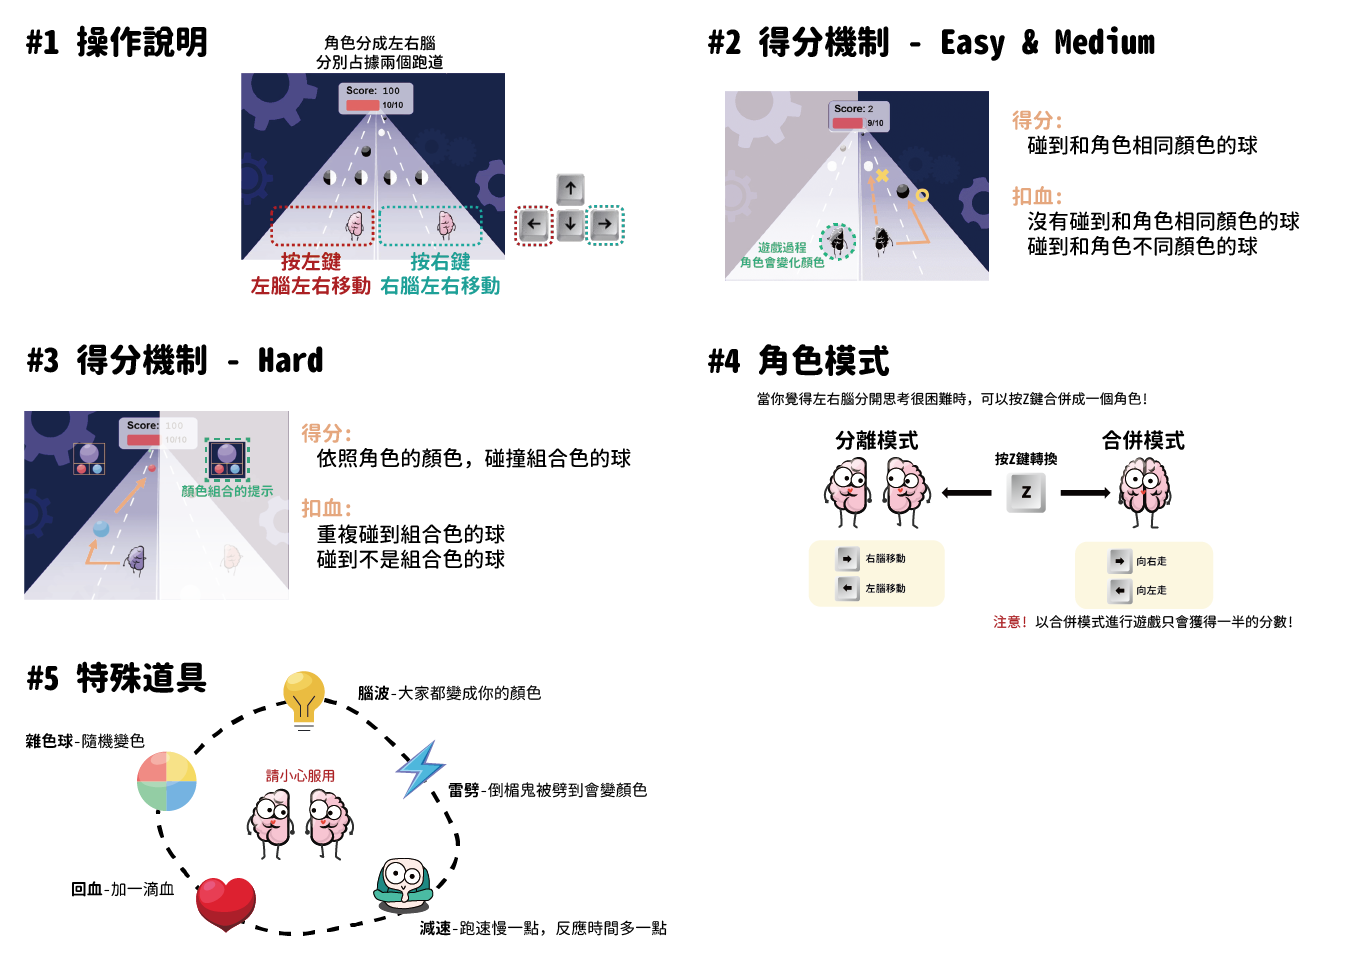 #1 操作說明
角色分成左右腦
分別占據兩個跑道
Score: 100
10/10
按左鍵
左腦左右移動
按右鍵
右腦左右移動
#2 得分機制 - Easy & Medium
Score: 2
9/10
遊戲過程
角色會變化顏色
得分:
碰到和角色相同顏色的球
扣血:
沒有碰到和角色相同顏色的球
碰到和角色不同顏色的球
#3 得分機制 - Hard
Score: 100
10/10
顏色組合的提示
得分:
依照角色的顏色，碰撞組合色的球
扣血:
重複碰到組合色的球
碰到不是組合色的球
#4 角色模式
當你覺得左右腦分開思考很困難時，可以按Z鍵合併成一個角色!
分離模式
按Z鍵轉換
Z
合併模式
右腦移動
左腦移動
向右走
向左走
注意! 以合併模式進行遊戲只會獲得一半的分數!
#5 特殊道具
腦波-大家都變成你的顏色
雜色球-隨機變色
請小心服用
雷劈-倒楣鬼被劈到會變顏色
回血-加一滴血
減速-跑速慢一點，反應時間多一點